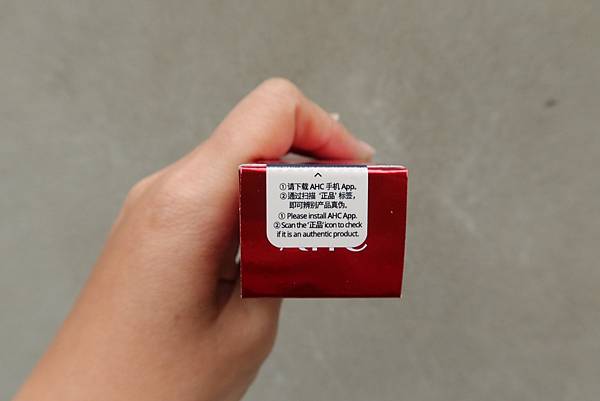 ①请下载 AHC 手机 App.
②通过扫描 '正品' 标签，
即可辨别产品真伪。
① Please install AHC App.
② Scan the '正品' icon to check
if it is an authentic product.
AHC